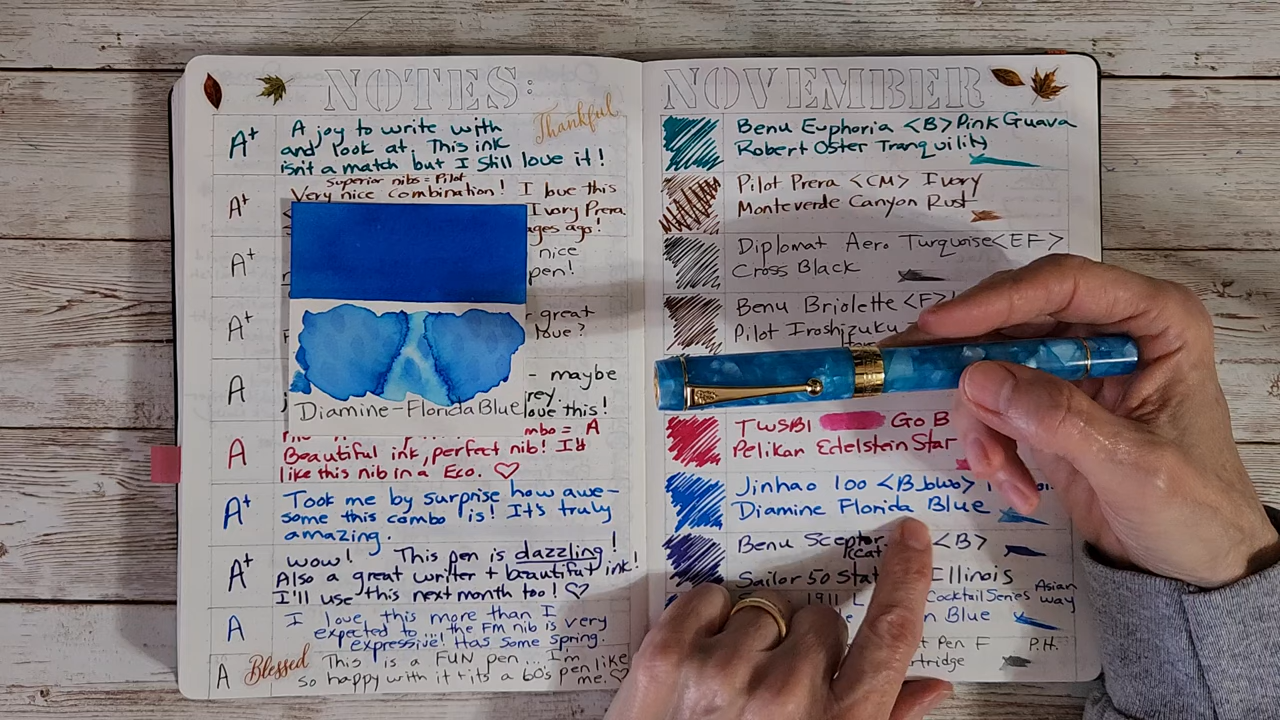 NOTES:
Thankful
A+
A joy to write with
and look at. This ink
isn't a match but I still love it!
A+
superior nibs = Pilot
Very nice combination! I love this
I vory Prera
ages ago!
A+
nice
pen!
A+
great
love?
A
- maybe
rey.
love this!
Diamine-Florida Blue
mbo = A
A
Beautiful ink, perfect nib! I'd
like this nib in a Eco. ♡
A+
Took me by surprise how awe-
some this combo is! It's truly
amazing.
A+
wow! This pen is dazzling!
Also a great writer + beautiful ink!
I'll use this next month too! ♡
A
I love this more than I
expected to...! the Fm nib is very
expressive! Has some spring.
A
Blessed
This is a FUN pen... I'm
so happy with it + its a 60's pen like
me. ♡
NOVEMBER
Benu Euphoria <B> Pink Guava
Robert Oster Tranquility
Pilot Prera <CM> Ivory
Monteverde Canyon Rust
Diplomat Aero Turquoise <EF>
Cross Black
Benu Briolette <F>
Pilot Iroshizuku
TWSBI Go B
Pelikan Edelstein Star
Jinhao 100 <B.
Diamine Florida Blue
Benu Scepter <B>
Sailor 50 Stat Illinois
1911 L Cocktail Series Asian
way
n Blue
t Pen F P.H.
artridge